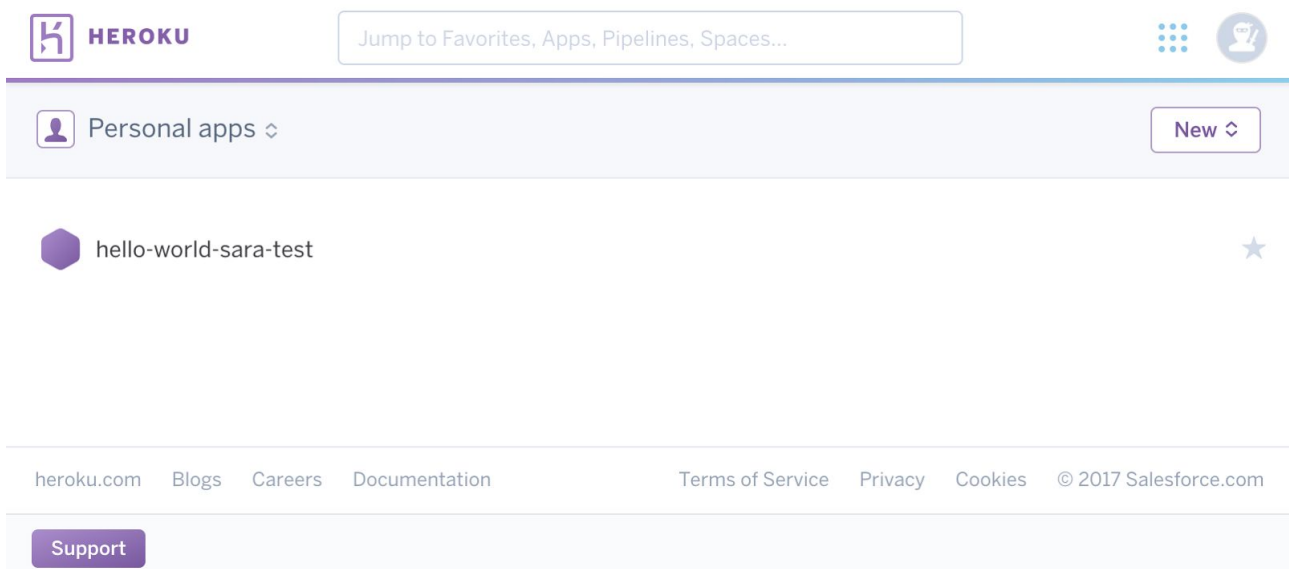 HEROKU
Jump to Favorites, Apps, Pipelines, Spaces...
Personal apps
New
hello-world-sara-test
heroku.com Blogs Careers Documentation Terms of Service Privacy Cookies © 2017 Salesforce.com
Support